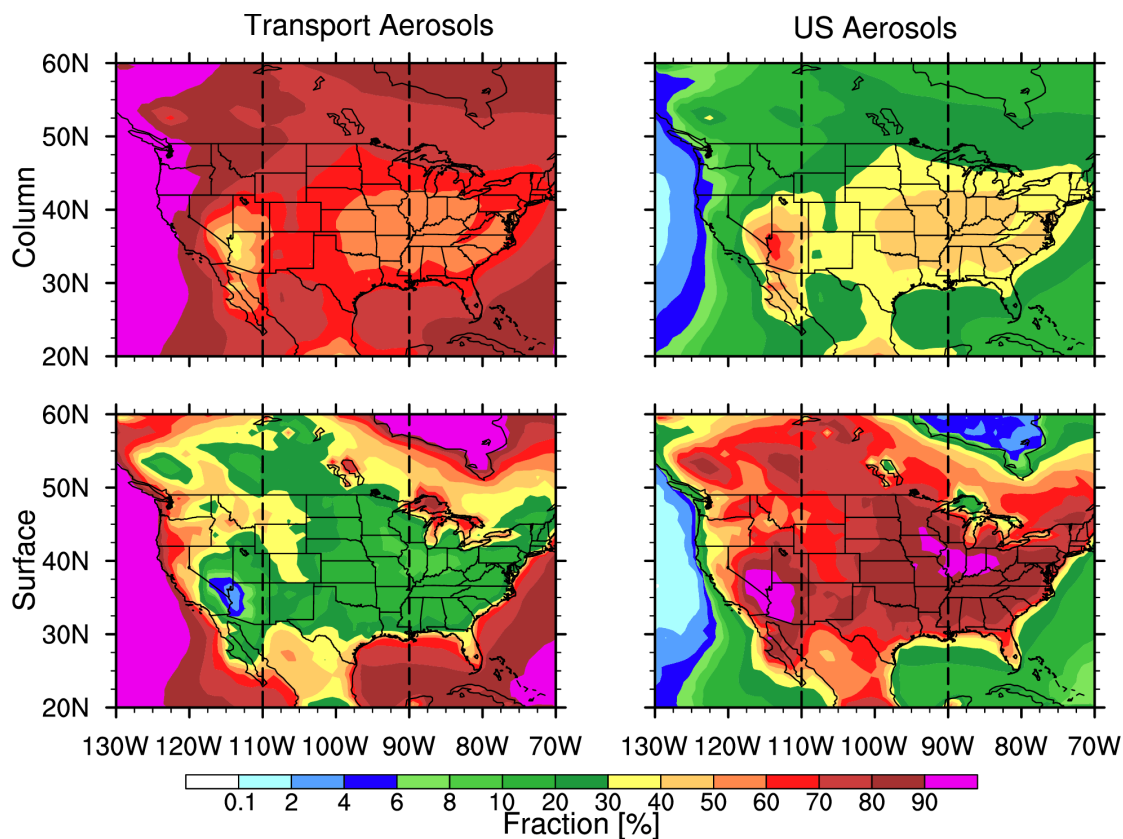 Transport Aerosols
US Aerosols
Column
60N
50N
40N
30N
20N
Surface
60N
50N
40N
30N
20N
130W 120W 110W 100W 90W 80W 70W
130W 120W 110W 100W 90W 80W 70W
0.1 2 4 6 8 10 20 30 40 50 60 70 80 90
Fraction [%]